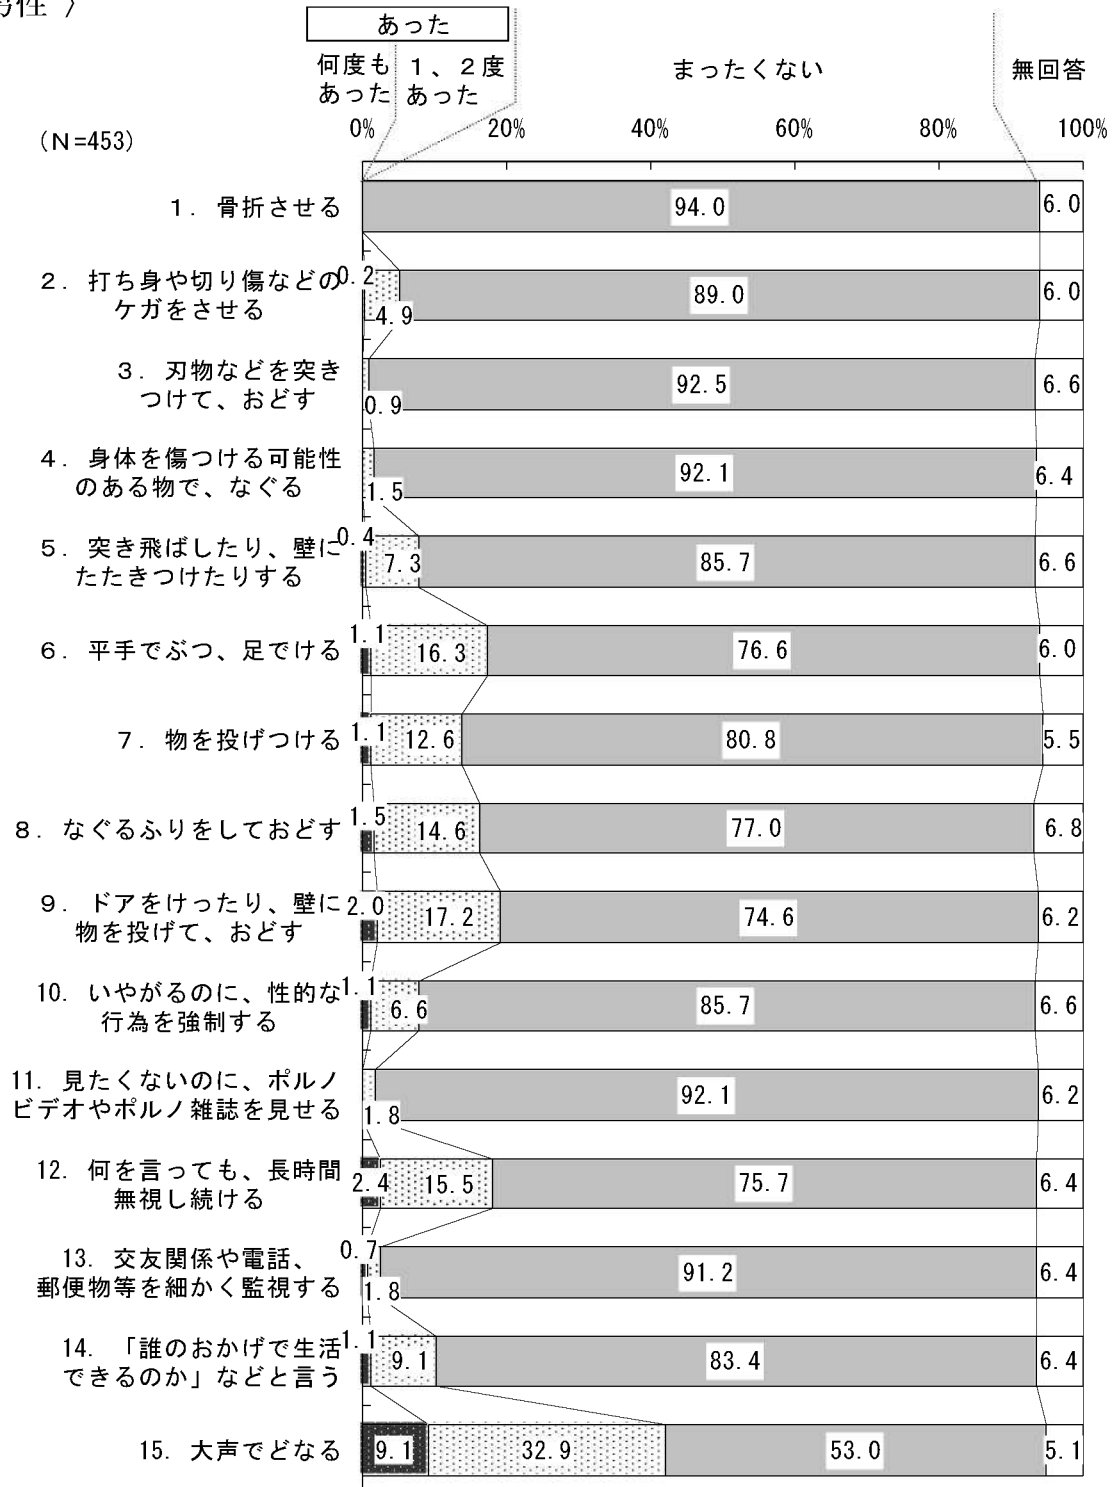 男性 〉
あった
何度も 1、2度 まったくない 無回答
あった あった
0% 20% 40% 60% 80% 100%
(N=453)
1. 骨折させる 94.0 6.0
2. 打ち身や切り傷などの 0.2 4.9 89.0 6.0
ケガをさせる
3. 刃物などを突き 0.9 92.5 6.6
つけて、おどす
4. 身体を傷つける可能性 1.5 92.1 6.4
のある物で、なぐる
5. 突き飛ばしたり、壁に 0.4 7.3 85.7 6.6
たたきつけたりする
6. 平手でぶつ、足でける 1.1 16.3 76.6 6.0
7. 物を投げつける 1.1 12.6 80.8 5.5
8. なぐるふりをしておどす 1.5 14.6 77.0 6.8
9. ドアをけったり、壁に 2.0 17.2 74.6 6.2
物を投げて、おどす
10. いやがるのに、性的な 1.1 6.6 85.7 6.6
行為を強制する
11. 見たくないのに、ポルノ 1.8 92.1 6.2
ビデオやポルノ雑誌を見せる
12. 何を言っても、長時間 2.4 15.5 75.7 6.4
無視し続ける
13. 交友関係や電話、 0.7 1.8 91.2 6.4
郵便物等を細かく監視する
14. 「誰のおかげで生活 1.1 9.1 83.4 6.4
できるのか」などと言う
15. 大声でどなる 9.1 32.9 53.0 5.1